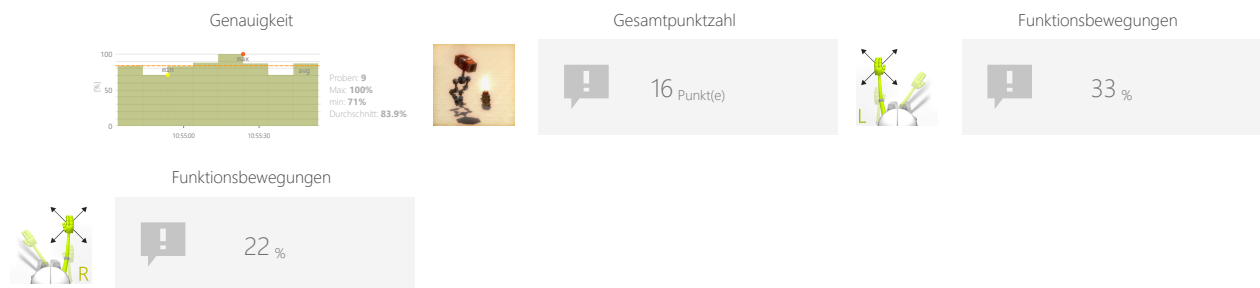 Genauigkeit
Gesamtpunktzahl
Funktionsbewegungen
100
50
0
(%)
min
max
avg
10:55:00
10:55:30
Proben: 9
Max: 100%
min: 71%
Durchschnitt: 83.9%
16 Punkt(e)
L
33 %
Funktionsbewegungen
R
22 %